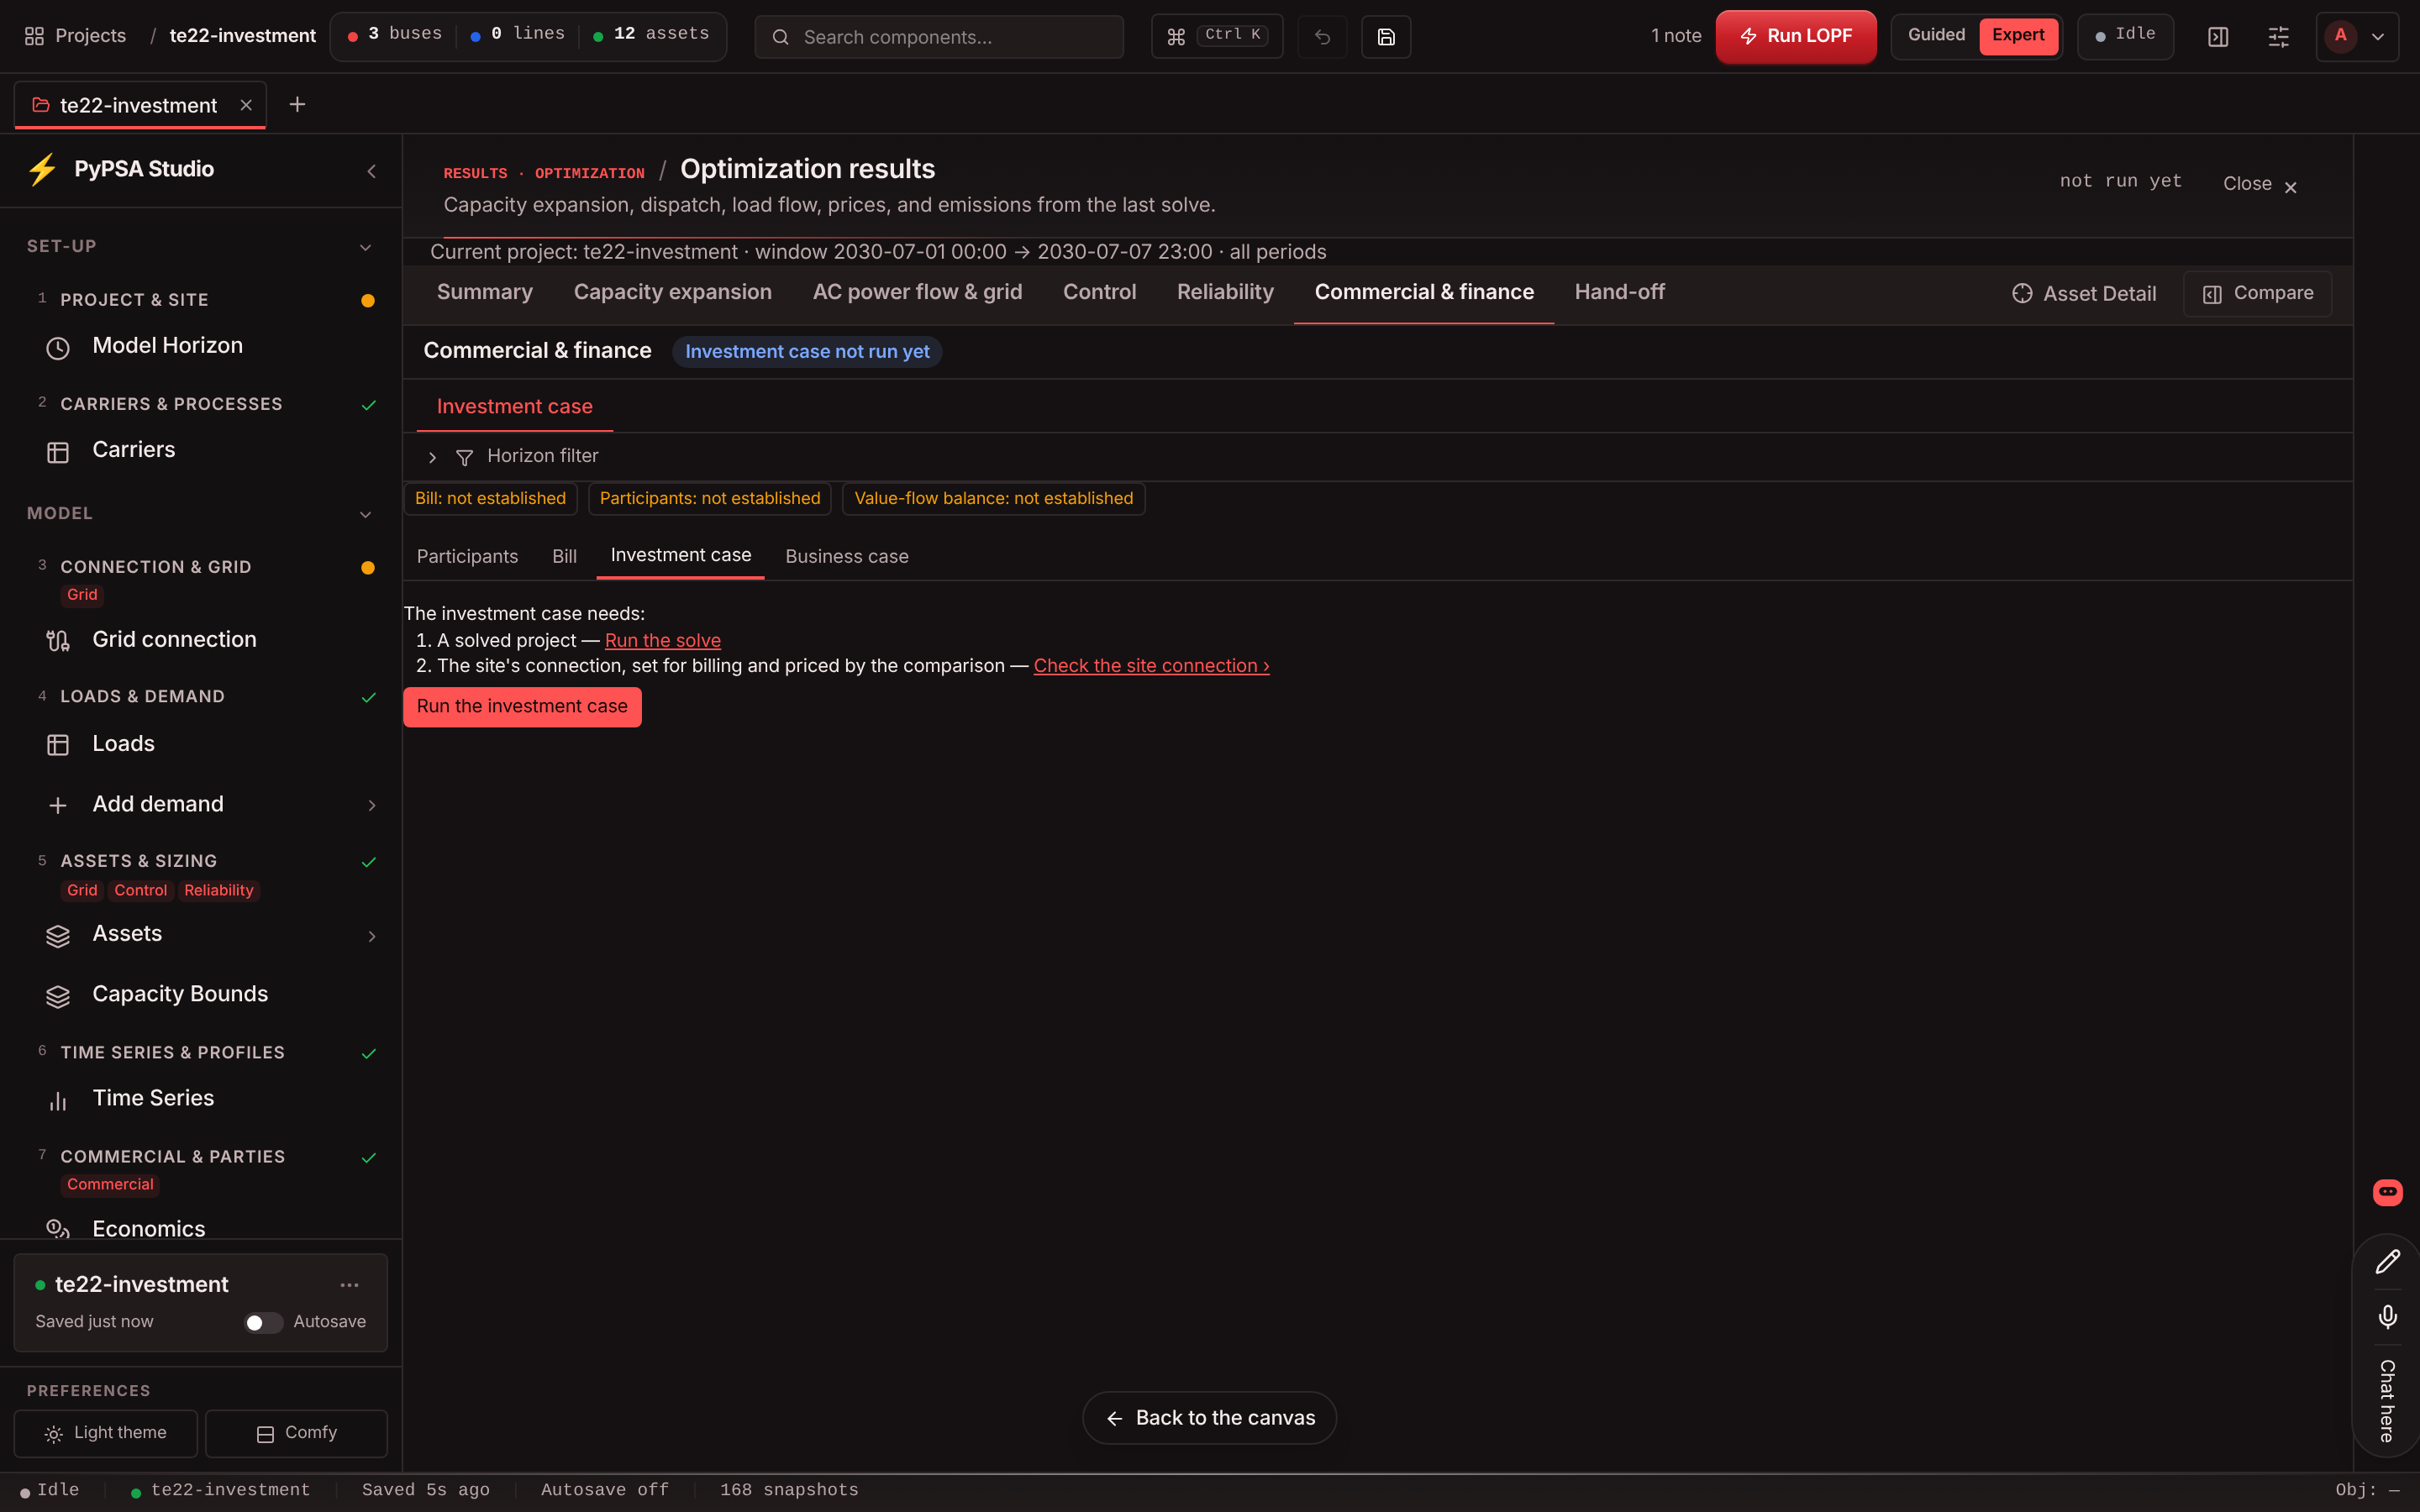 Projects / te22-investment 3 buses 0 lines 12 assets Search components... Ctrl K 1 note Run LOPF Guided Expert Idle A
te22-investment
PyPSA Studio
SET-UP
1 PROJECT & SITE
Model Horizon
2 CARRIERS & PROCESSES
Carriers
MODEL
3 CONNECTION & GRID
Grid
Grid connection
4 LOADS & DEMAND
Loads
Add demand
5 ASSETS & SIZING
Grid Control Reliability
Assets
Capacity Bounds
6 TIME SERIES & PROFILES
Time Series
7 COMMERCIAL & PARTIES
Commercial
Economics
te22-investment
Saved just now Autosave
PREFERENCES
Light theme Comfy
RESULTS · OPTIMIZATION / Optimization results
not run yet Close
Capacity expansion, dispatch, load flow, prices, and emissions from the last solve.
Current project: te22-investment · window 2030-07-01 00:00 → 2030-07-07 23:00 · all periods
Summary Capacity expansion AC power flow & grid Control Reliability Commercial & finance Hand-off Asset Detail Compare
Commercial & finance Investment case not run yet
Investment case
Horizon filter
Bill: not established Participants: not established Value-flow balance: not established
Participants Bill Investment case Business case
The investment case needs:
1. A solved project — Run the solve
2. The site's connection, set for billing and priced by the comparison — Check the site connection ›
Run the investment case
Back to the canvas
Chat here
Idle te22-investment Saved 5s ago Autosave off 168 snapshots Obj: —